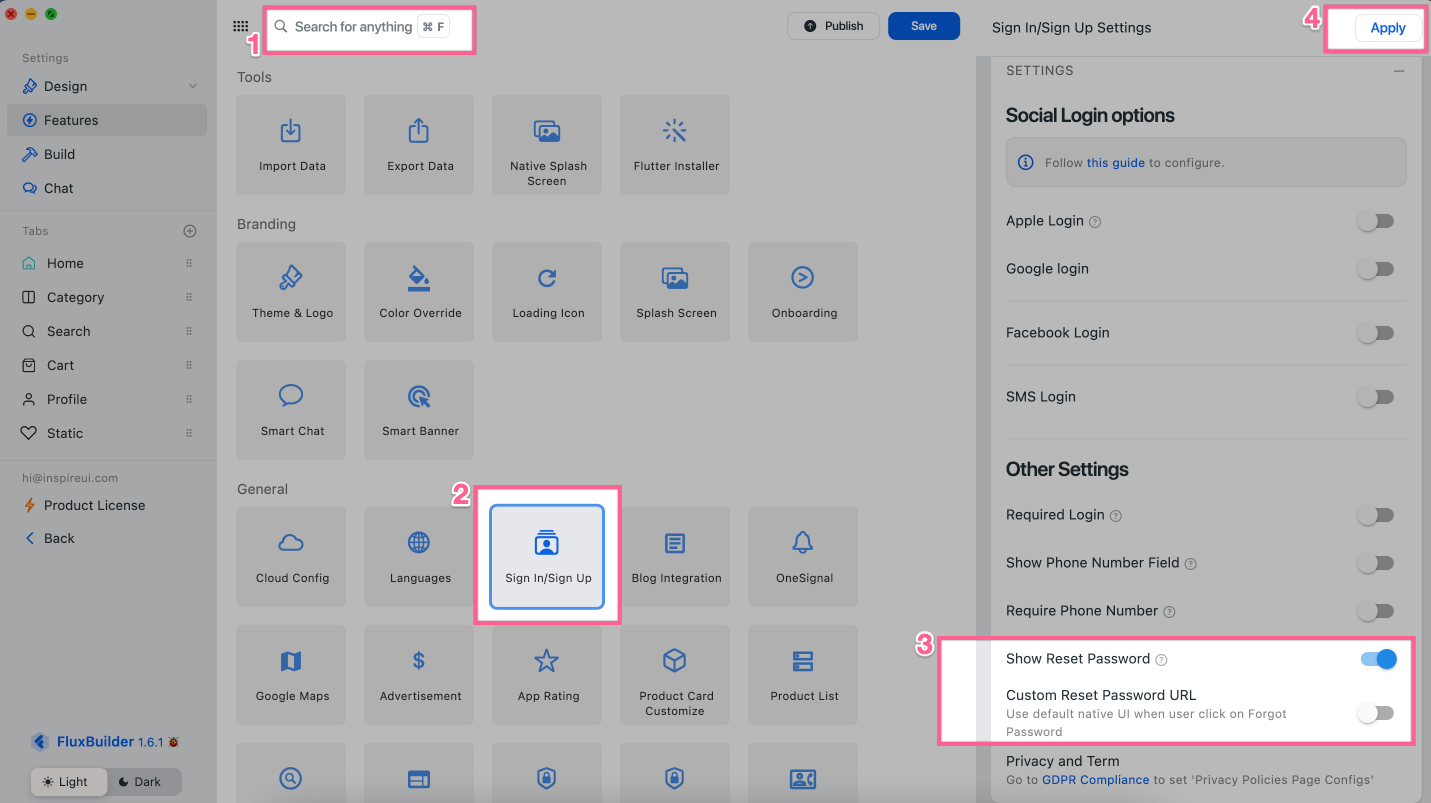 Settings
Design
Features
Build
Chat
Tabs
Home
Category
Search
Cart
Profile
Static
hi@inspireui.com
Product License
Back
FluxBuilder 1.6.1
Light
Dark
1
Search for anything ⌘ F
Publish
Save
Tools
Import Data
Export Data
Native Splash
Screen
Flutter Installer
Branding
Theme & Logo
Color Override
Loading Icon
Splash Screen
Onboarding
Smart Chat
Smart Banner
General
2
Cloud Config
Languages
Sign In/Sign Up
Blog Integration
OneSignal
Google Maps
Advertisement
App Rating
Product Card
Customize
Product List
Sign In/Sign Up Settings
4
Apply
SETTINGS
Social Login options
Follow this guide to configure.
Apple Login
Google login
Facebook Login
SMS Login
Other Settings
Required Login
Show Phone Number Field
Require Phone Number
3
Show Reset Password
Custom Reset Password URL
Use default native UI when user click on Forgot
Password
Privacy and Term
Go to GDPR Compliance to set 'Privacy Policies Page Configs'